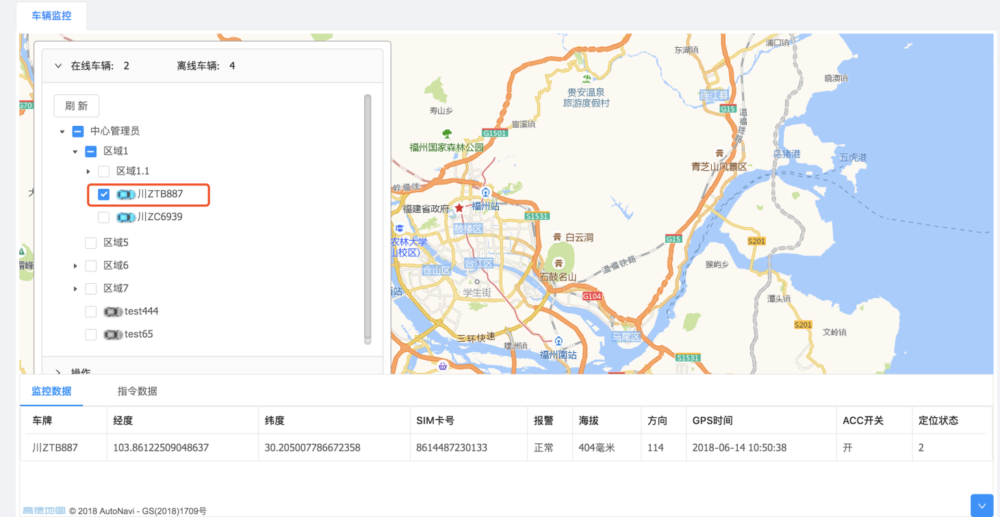 车辆监控
在线车辆: 2 离线车辆: 4
刷 新
中心管理员
区域1
区域1.1
川ZTB887
川ZC6939
区域5
区域6
区域7
test444
test65
操作
浦口镇
东湖镇
晓澳镇
贵安温泉
旅游度假村
连江县
G70
寿山乡
G15
温福铁路
宦溪镇
G1501
福州国家森林公园
青芝山风景区
乌猪港
五虎港
峰福线
福建省政府
福州站
S1531
鼓楼区
农林大学
山校区)
白云洞
G15
S201
帽峰
台江区
仓山区
温福铁路
猴屿乡
石鼓名山
学生街
G104
潭头镇
S201
文岭镇
三环快速
螺洲镇
马尾区
福州南站
S1531
监控数据 指令数据
车牌 经度 纬度 SIM卡号 报警 海拔 方向 GPS时间 ACC开关 定位状态
川ZTB887 103.86122509048637 30.205007786672358 8614487230133 正常 404毫米 114 2018-06-14 10:50:38 开 2
高德地图 © 2018 AutoNavi - GS(2018)1709号